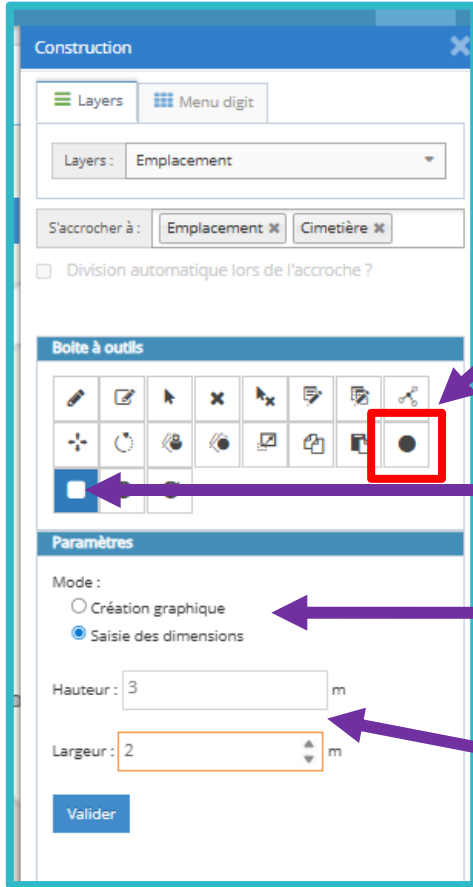 Construction
Layers
Menu digit
Layers :
Emplacement
S'accrocher à :
Emplacement
Cimetière
Division automatique lors de l'accroche ?
Boite à outils
Paramètres
Mode :
Création graphique
Saisie des dimensions
Hauteur : 3 m
Largeur : 2 m
Valider